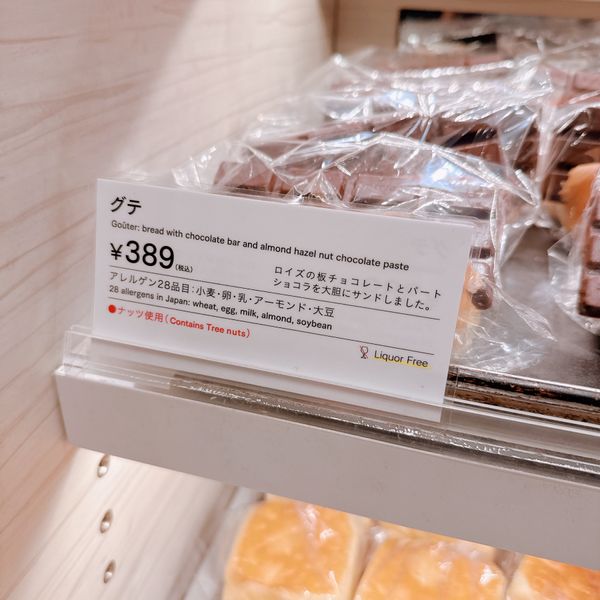 グテ
Goûter: bread with chocolate bar and almond hazel nut chocolate paste
¥389(税込)
ロイズの板チョコレートとパート
ショコラを大胆にサンドしました。
アレルゲン28品目:小麦・卵・乳・アーモンド・大豆
28 allergens in Japan: wheat, egg, milk, almond, soybean
●ナッツ使用(Contains Tree nuts)
Liquor Free